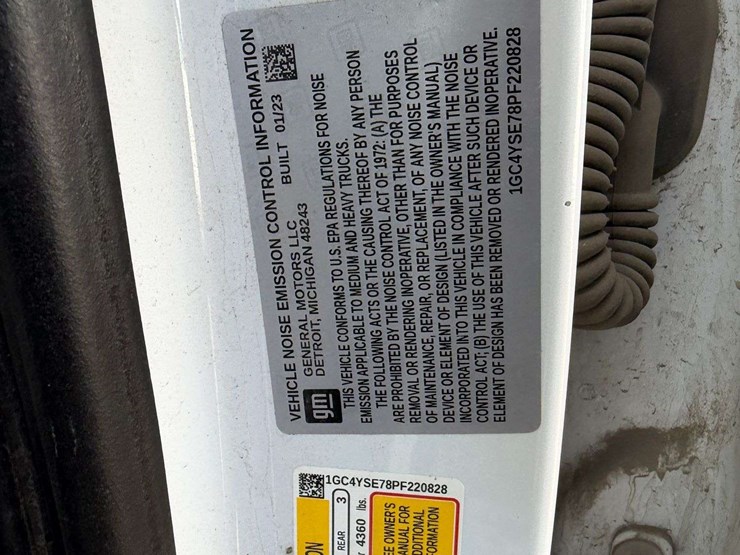 VEHICLE NOISE EMISSION CONTROL INFORMATION
GENERAL MOTORS LLC BUILT 01/23
DETROIT, MICHIGAN 48243
gm
THIS VEHICLE CONFORMS TO U.S. EPA REGULATIONS FOR NOISE
EMISSION APPLICABLE TO MEDIUM AND HEAVY TRUCKS.
THE FOLLOWING ACTS OR THE CAUSING THEREOF BY ANY PERSON
ARE PROHIBITED BY THE NOISE CONTROL ACT OF 1972: (A) THE
REMOVAL OR RENDERING INOPERATIVE, OTHER THAN FOR PURPOSES
OF MAINTENANCE, REPAIR, OR REPLACEMENT, OF ANY NOISE CONTROL
DEVICE OR ELEMENT OF DESIGN (LISTED IN THE OWNER'S MANUAL)
INCORPORATED INTO THIS VEHICLE IN COMPLIANCE WITH THE NOISE
CONTROL ACT; (B) THE USE OF THIS VEHICLE AFTER SUCH DEVICE OR
ELEMENT OF DESIGN HAS BEEN REMOVED OR RENDERED INOPERATIVE.
1GC4YSE78PF220828
1GC4YSE78PF220828
ON
REAR 3
4360 lbs.
EE OWNER'S
ANUAL FOR
DDITIONAL
FORMATION